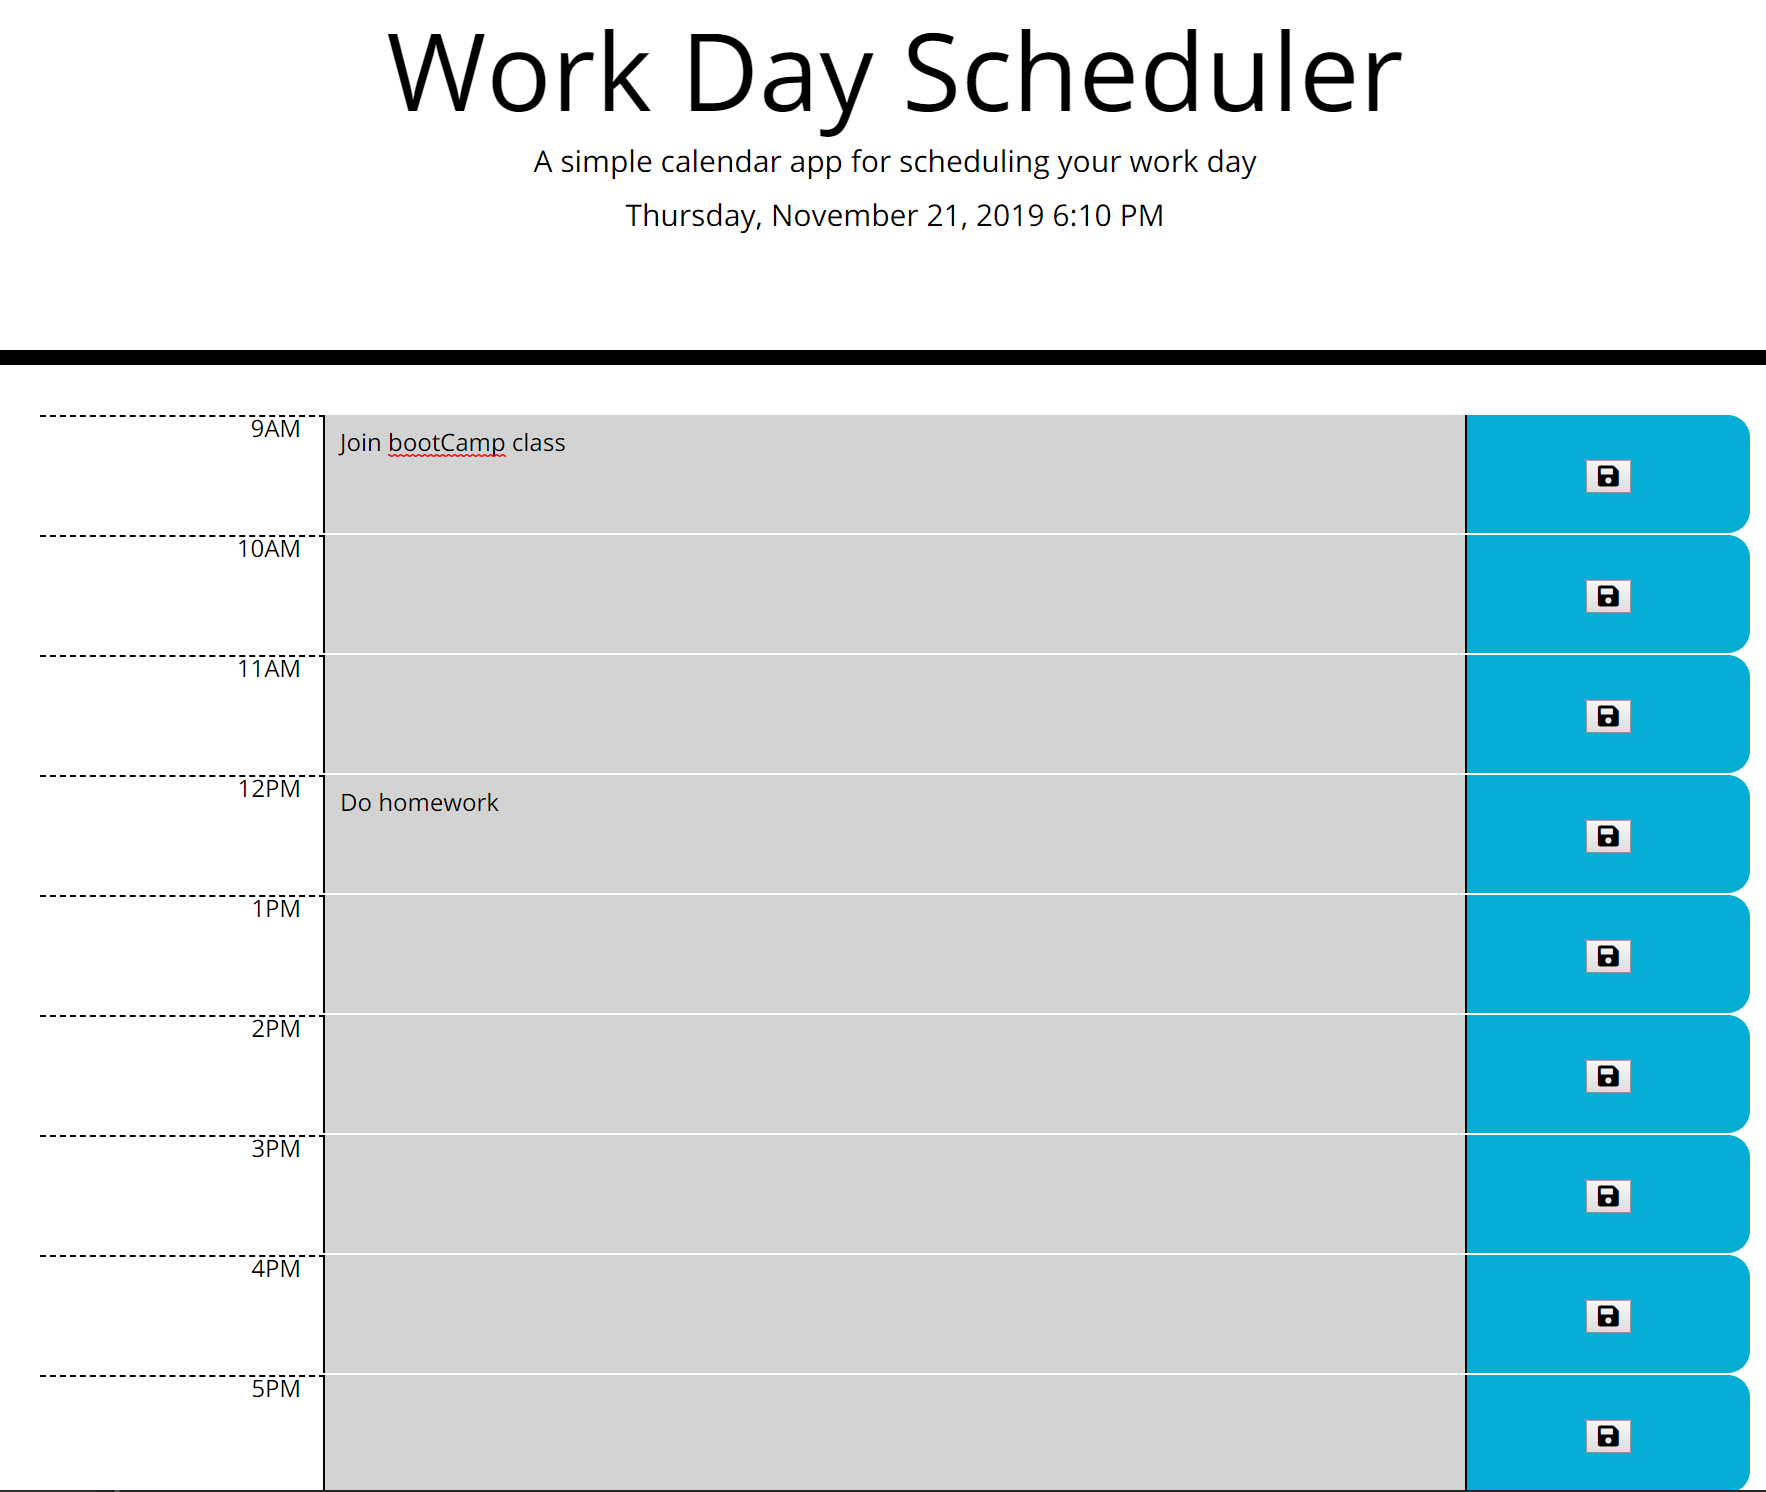 Work Day Scheduler
A simple calendar app for scheduling your work day
Thursday, November 21, 2019 6:10 PM
9AM
Join bootCamp class
10AM
11AM
12PM
Do homework
1PM
2PM
3PM
4PM
5PM